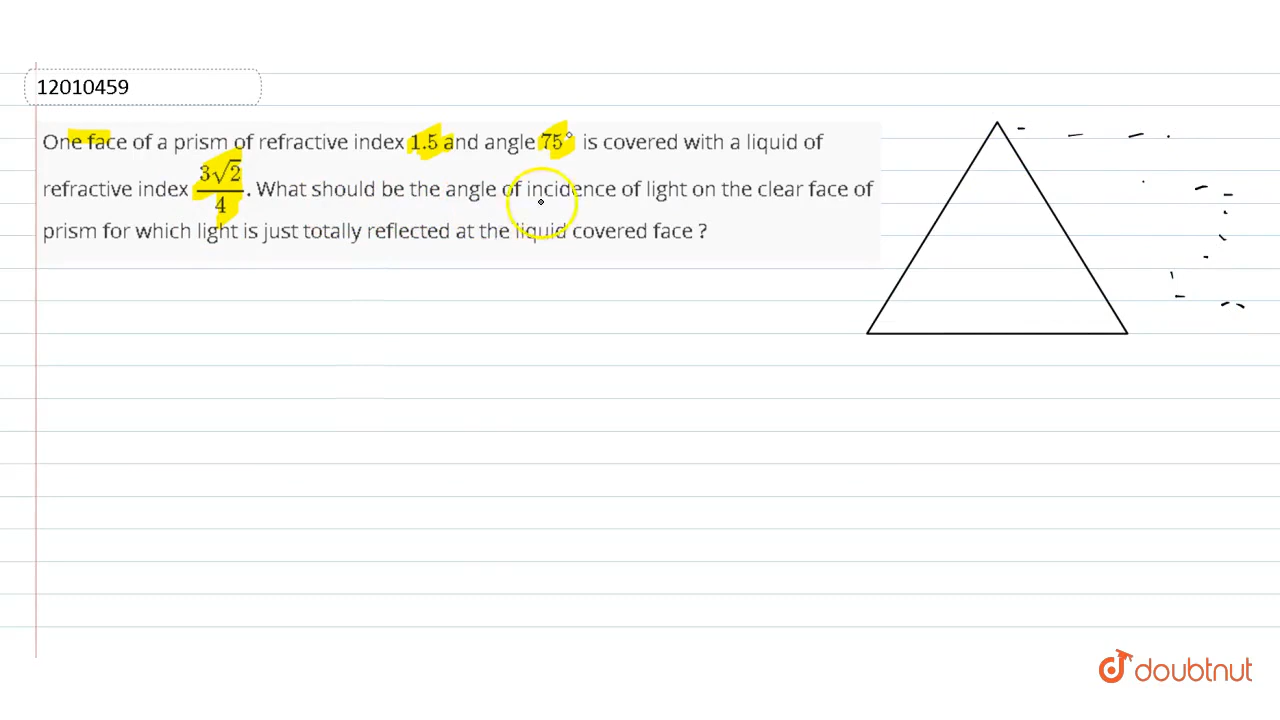 12010459
One face of a prism of refractive index 1.5 and angle 75° is covered with a liquid of
refractive index 3√2/4. What should be the angle of incidence of light on the clear face of
prism for which light is just totally reflected at the liquid covered face ?
doubtnut